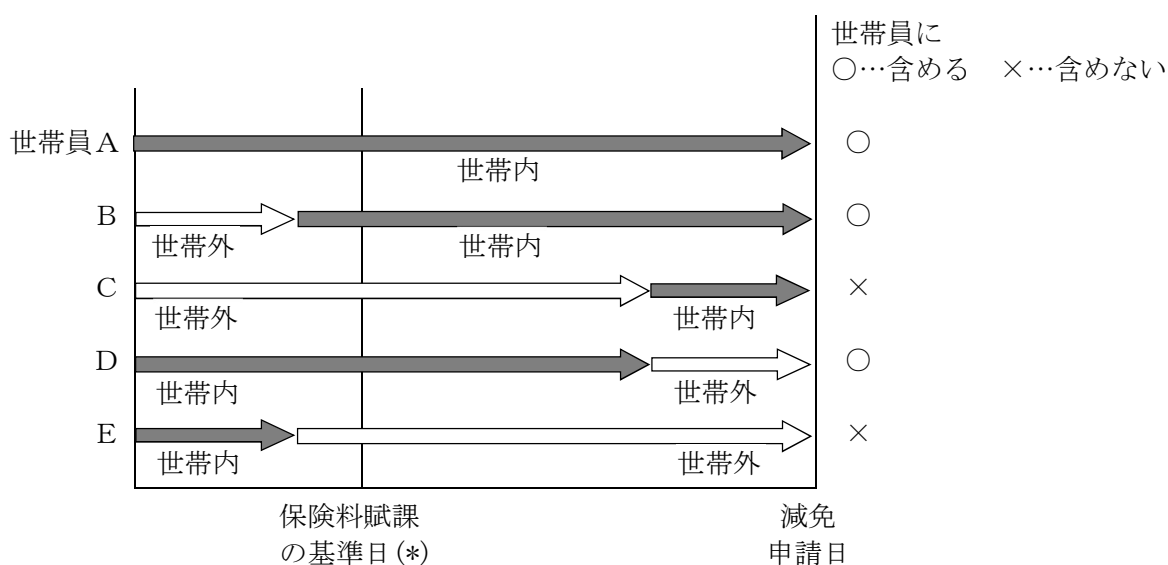 世帯員に
○…含める　×…含めない
世帯員A　○
世帯内
B　○
世帯外　世帯内
C　×
世帯外　世帯内
D　○
世帯内　世帯外
E　×
世帯内　世帯外
保険料賦課
の基準日(*)
減免
申請日